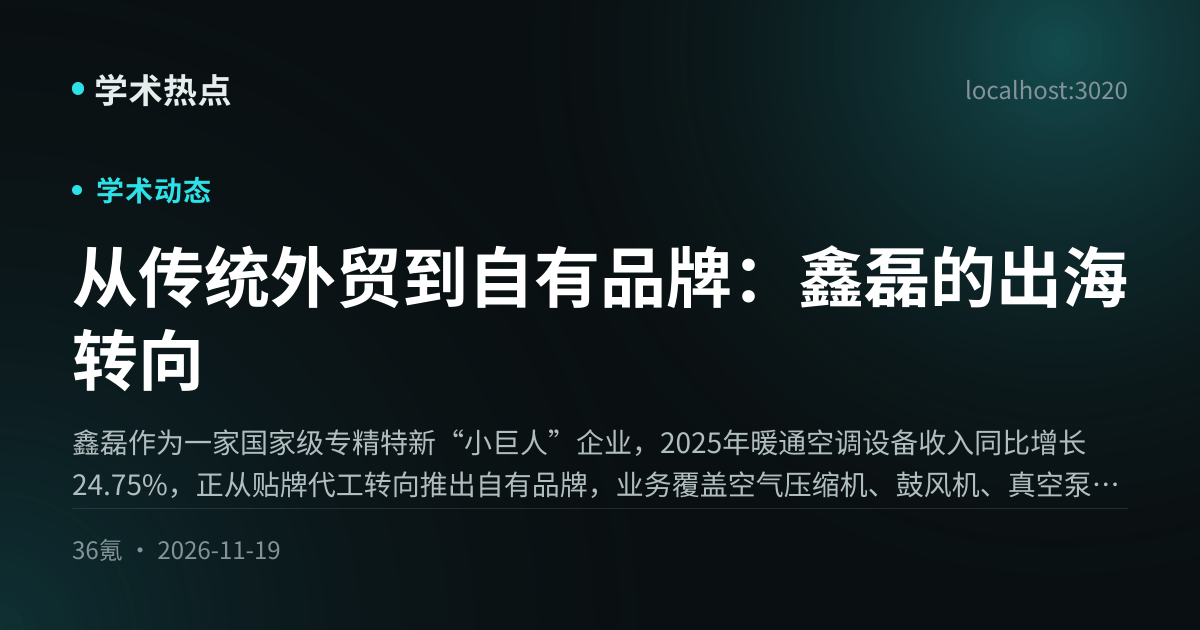 学术热点
localhost:3020
学术动态
从传统外贸到自有品牌：鑫磊的出海
转向
鑫磊作为一家国家级专精特新“小巨人”企业，2025年暖通空调设备收入同比增长
24.75%，正从贴牌代工转向推出自有品牌，业务覆盖空气压缩机、鼓风机、真空泵…
36氪 · 2026-11-19